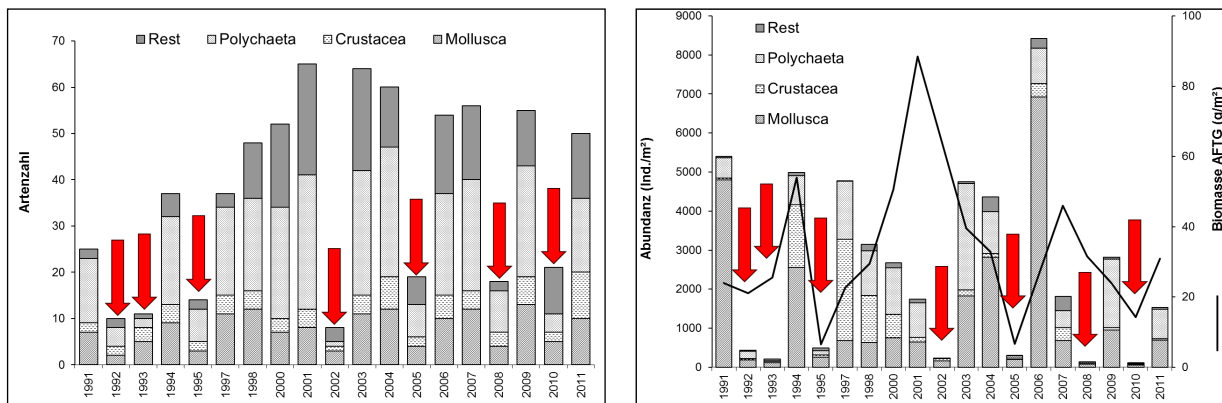 70
60
50
40
30
20
10
0
Artenzahl
Rest Polychaeta Crustacea Mollusca
1991 1992 1993 1994 1995 1997 1998 2000 2001 2002 2003 2004 2005 2006 2007 2008 2009 2010 2011
9000
8000
7000
6000
5000
4000
3000
2000
1000
0
Abundanz (Ind./m²)
Rest
Polychaeta
Crustacea
Mollusca
100
80
60
40
20
0
Biomasse AFTG (g/m²)
1991 1992 1993 1994 1995 1997 1998 2000 2001 2002 2003 2004 2005 2006 2007 2008 2009 2010 2011